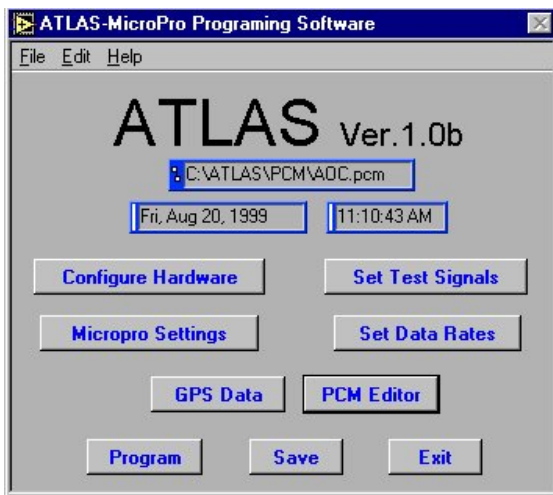 ATLAS-MicroPro Programing Software
File Edit Help
ATLAS Ver.1.0b
C:\ATLAS\PCM\AOC.pcm
Fri, Aug 20, 1999 11:10:43 AM
Configure Hardware Set Test Signals
Micropro Settings Set Data Rates
GPS Data PCM Editor
Program Save Exit